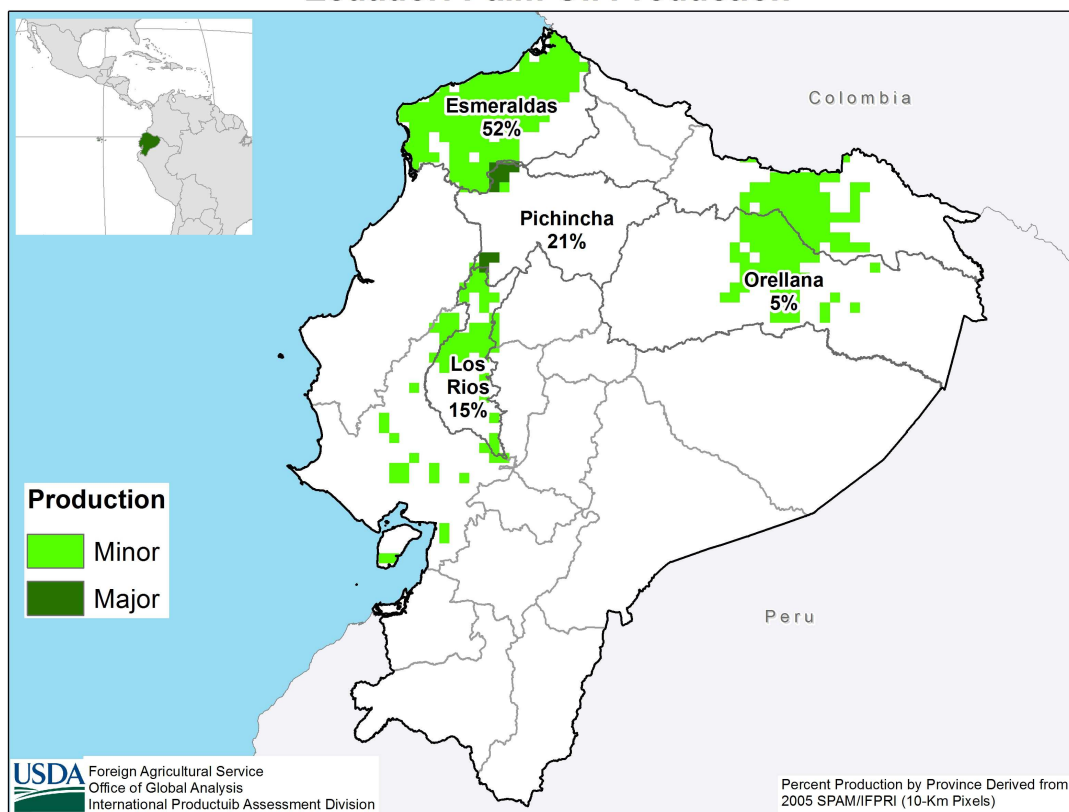 Colombia
Esmeraldas
52%
Pichincha
21%
Orellana
5%
Los
Rios
15%
Production
Minor
Major
Peru
USDA
Foreign Agricultural Service
Office of Global Analysis
International Productuib Assessment Division
Percent Production by Province Derived from
2005 SPAM/IFPRI (10-Km Pixels)